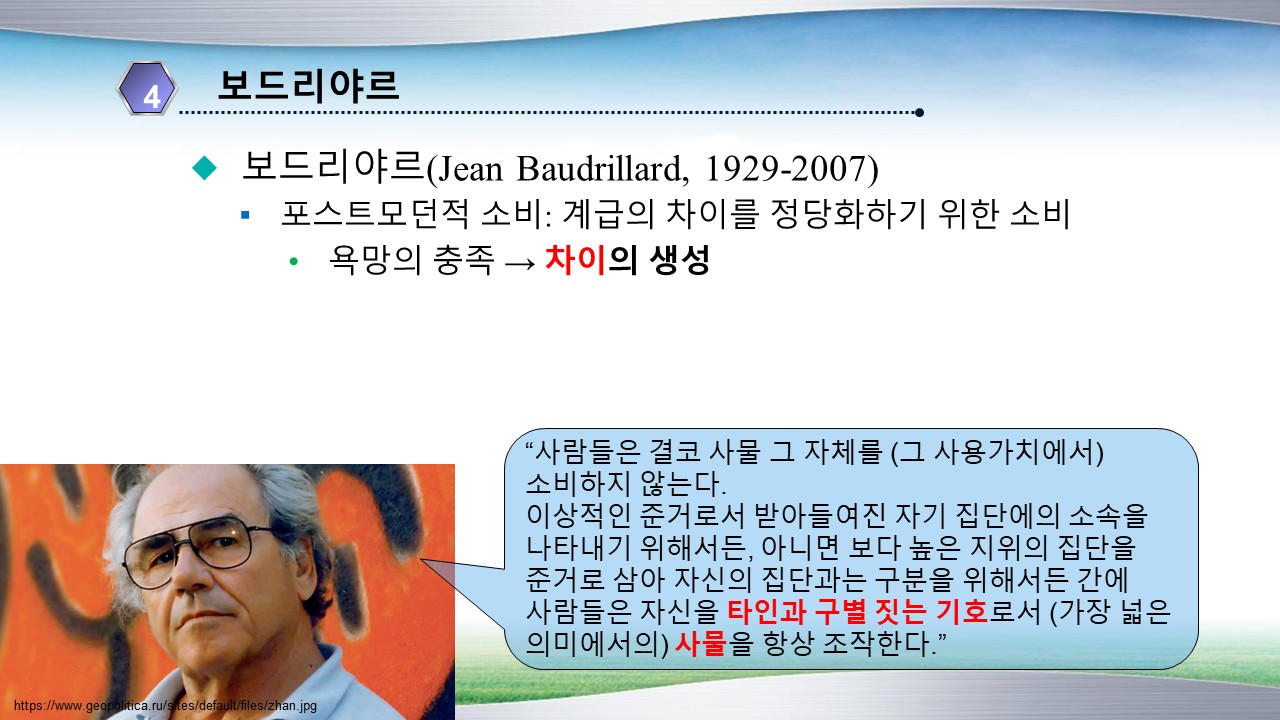 4
보드리야르
보드리야르(Jean Baudrillard, 1929-2007)
포스트모던적 소비: 계급의 차이를 정당화하기 위한 소비
욕망의 충족 → 차이의 생성
“사람들은 결코 사물 그 자체를 (그 사용가치에서)
소비하지 않는다.
이상적인 준거로서 받아들여진 자기 집단에의 소속을
나타내기 위해서든, 아니면 보다 높은 지위의 집단을
준거로 삼아 자신의 집단과는 구분을 위해서든 간에
사람들은 자신을 타인과 구별 짓는 기호로서 (가장 넓은
의미에서의) 사물을 항상 조작한다.”
https://www.geopolitica.ru/sites/default/files/zhan.jpg